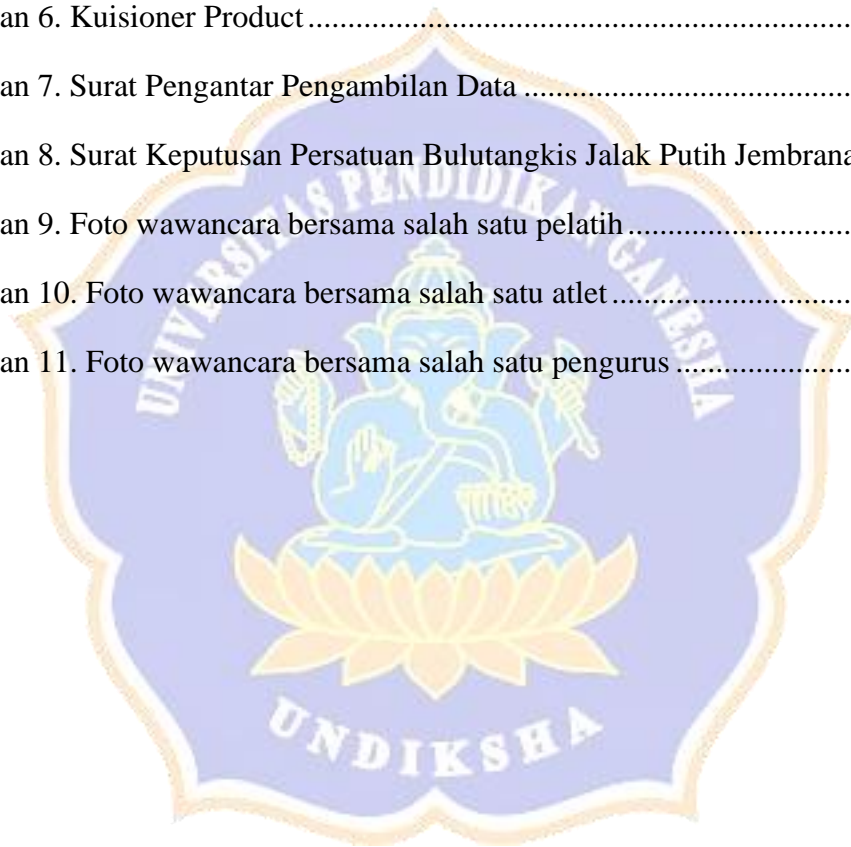 an 6. Kuisioner Product........................................................................
an 7. Surat Pengantar Pengambilan Data..........................................
an 8. Surat Keputusan Persatuan Bulutangkis Jalak Putih Jembrana
an 9. Foto wawancara bersama salah satu pelatih............................
an 10. Foto wawancara bersama salah satu atlet..............................
an 11. Foto wawancara bersama salah satu pengurus......................
UNIVERSITAS PENDIDIKAN GANESHA
UNDIKSHA